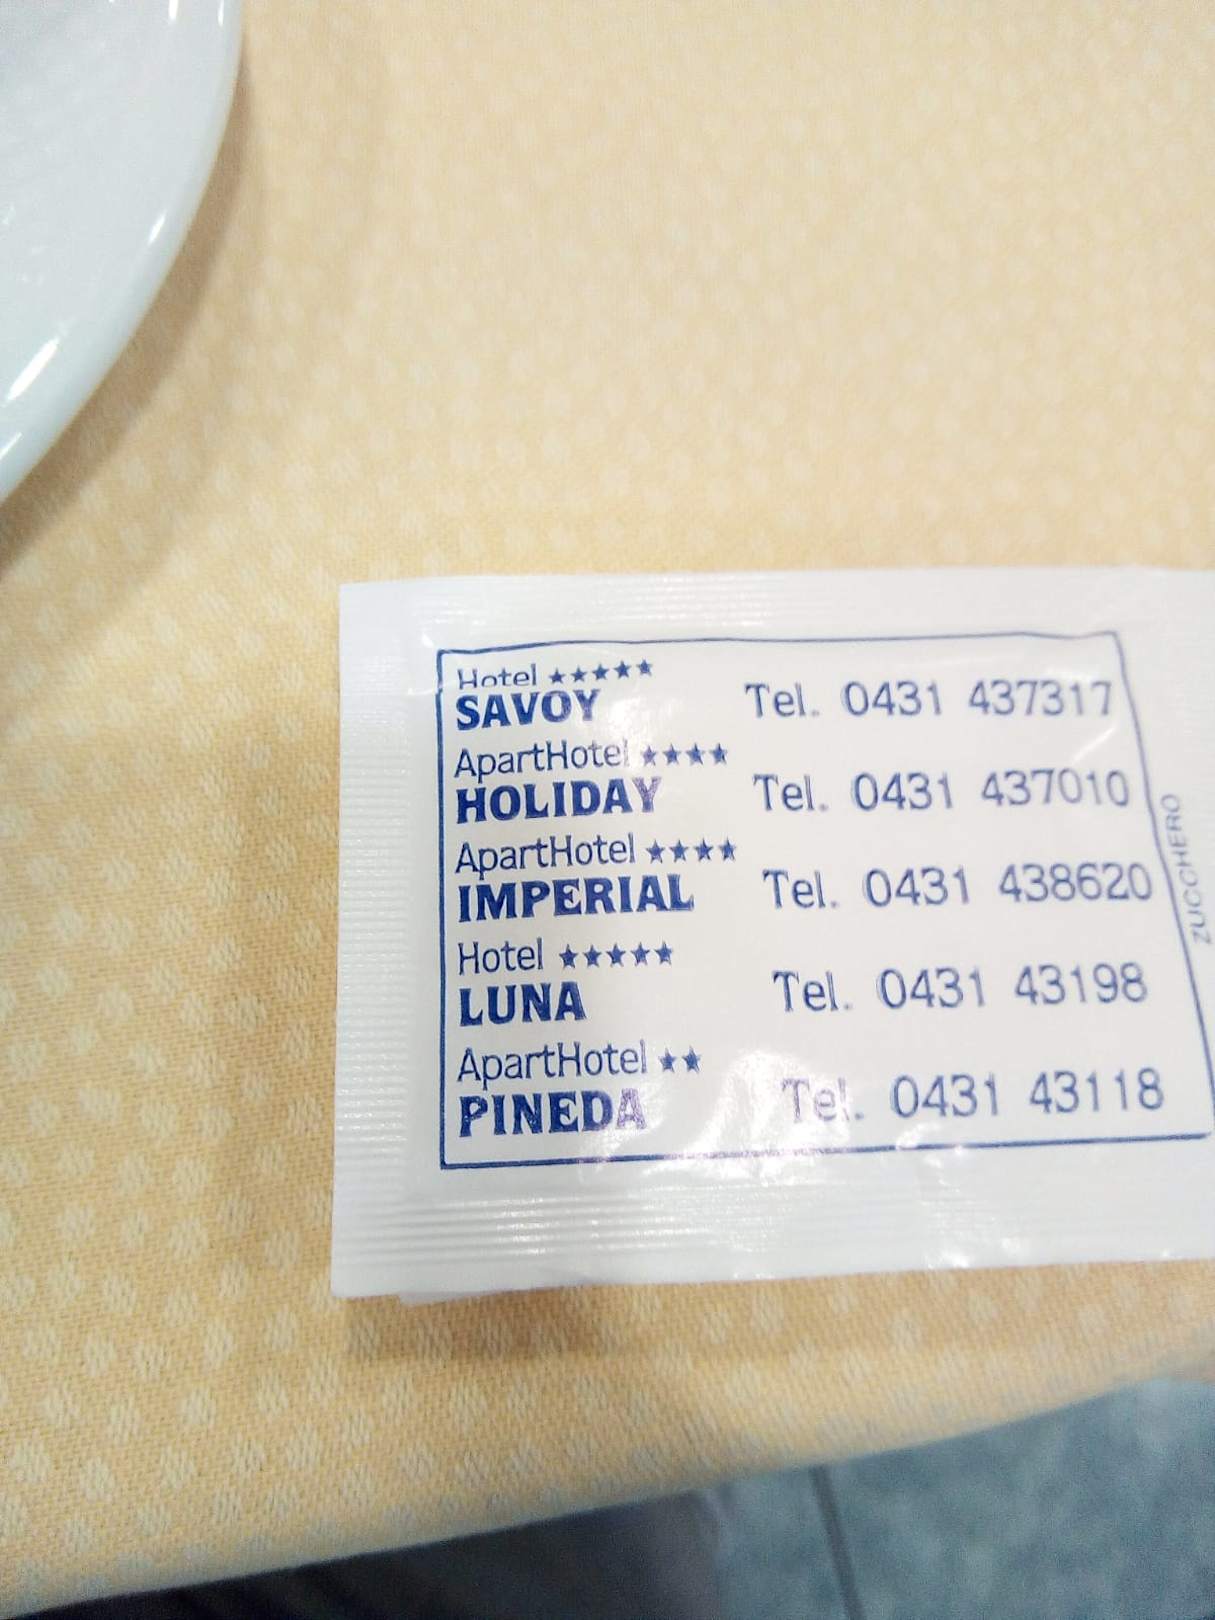 Hotel ★★★★★
SAVOY Tel. 0431 437317
ApartHotel ★★★★
HOLIDAY Tel. 0431 437010
ApartHotel ★★★★
IMPERIAL Tel. 0431 438620
Hotel ★★★★★
LUNA Tel. 0431 43198
ApartHotel ★★
PINEDA Tel. 0431 43118
ZUCCHERO